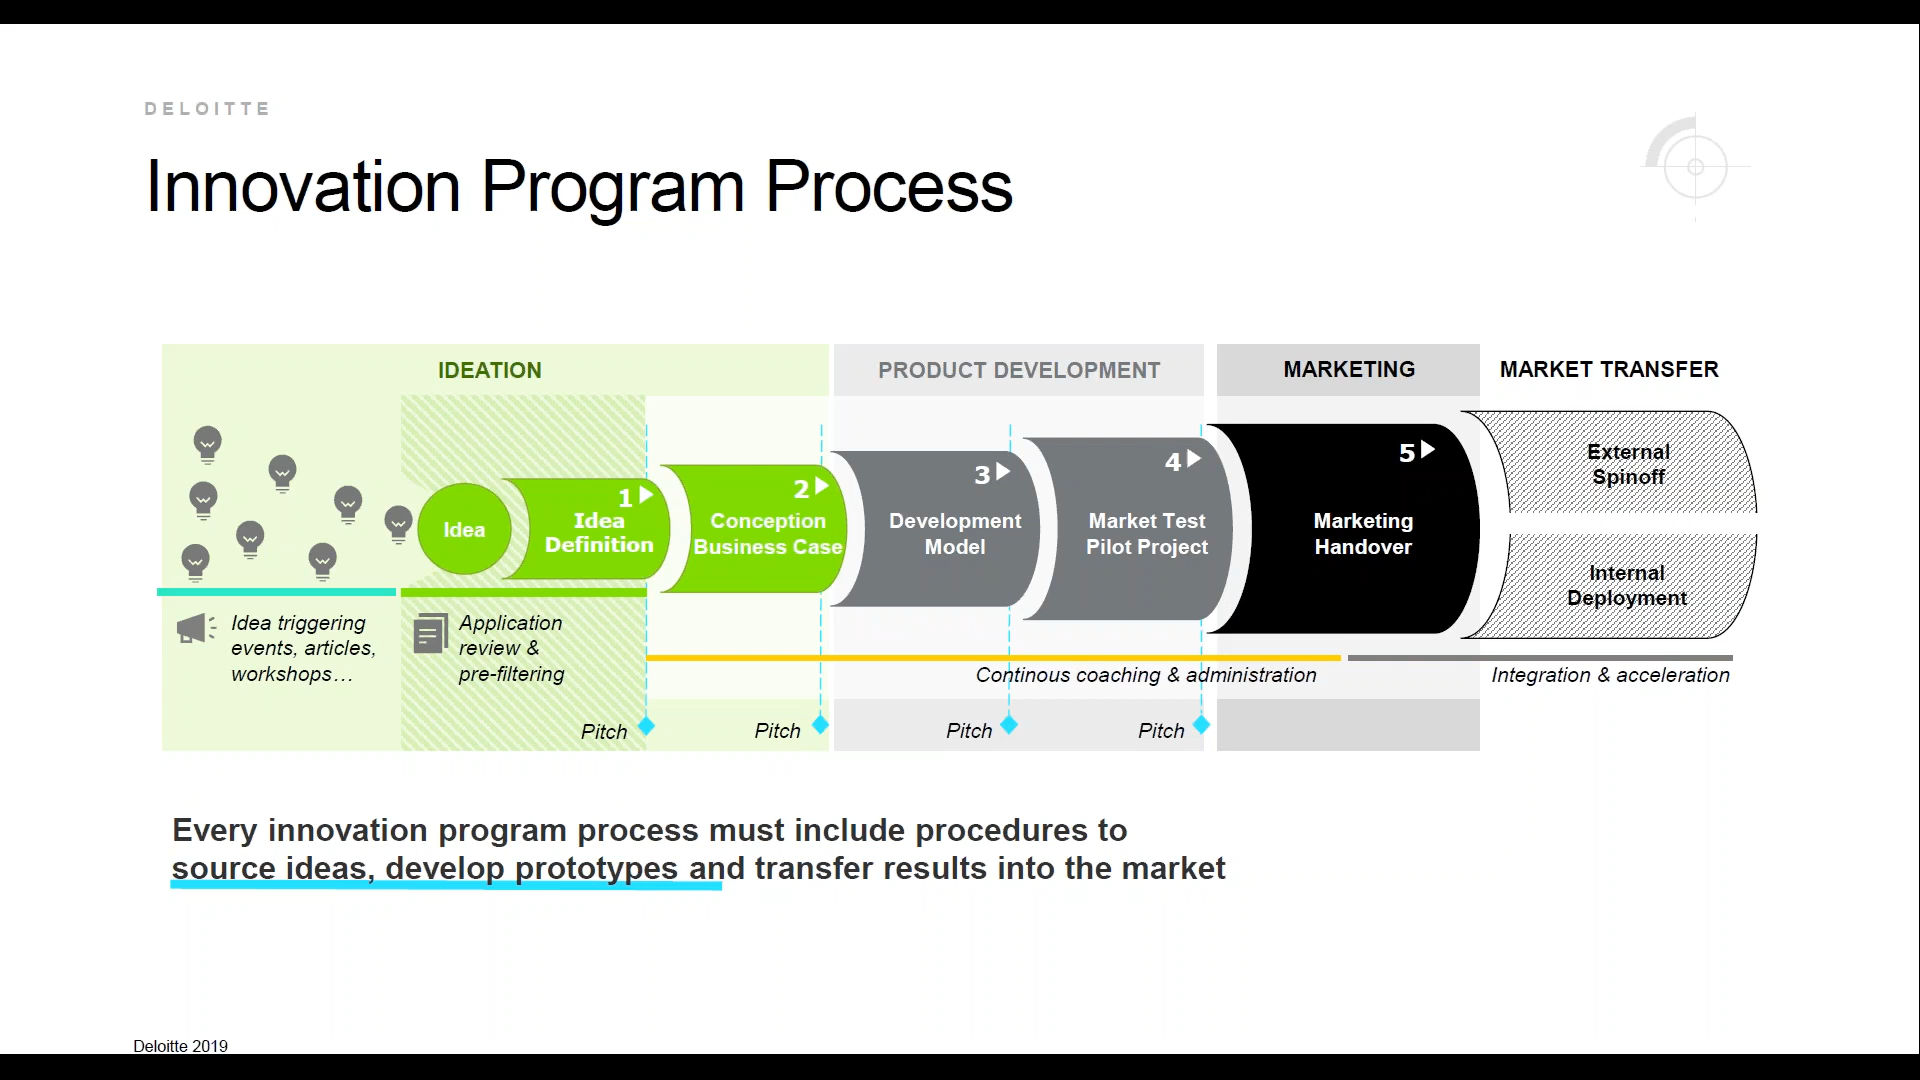 DELOITTE
Innovation Program Process
IDEATION
PRODUCT DEVELOPMENT
MARKETING
MARKET TRANSFER
Idea
1
Idea
Definition
2
Conception
Business Case
3
Development
Model
4
Market Test
Pilot Project
5
Marketing
Handover
External
Spinoff
Internal
Deployment
Idea triggering
events, articles,
workshops…
Application
review &
pre-filtering
Continous coaching & administration
Integration & acceleration
Pitch
Pitch
Pitch
Pitch
Every innovation program process must include procedures to
source ideas, develop prototypes and transfer results into the market
Deloitte 2019